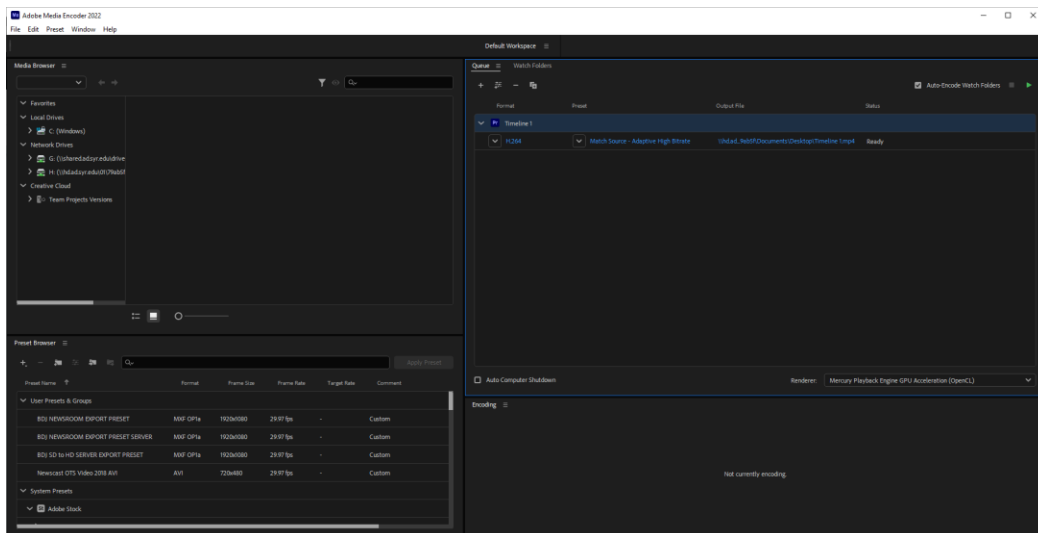 Adobe Media Encoder 2022
File Edit Preset Window Help
Default Workspace
Media Browser
Favorites
Local Drives
C: (Windows)
Network Drives
G: (\\shared.ad.syr.edu\drive
H:
Creative Cloud
Team Projects Versions
Preset Browser
Apply Preset
Preset Name Format Frame Size Frame Rate Target Rate Comment
User Presets & Groups
BDJ NEWSROOM EXPORT PRESET MXF OP1a 1920x1080 29.97 fps - Custom
BDJ NEWSROOM EXPORT PRESET SERVER MXF OP1a 1920x1080 29.97 fps - Custom
BDJ SD to HD SERVER EXPORT PRESET MXF OP1a 1920x1080 29.97 fps - Custom
Newscast OTS Video 2018 AVI AVI 720x480 29.97 fps - Custom
System Presets
Adobe Stock
Queue Watch Folders
Auto-Encode Watch Folders
Format Preset Output File Status
Pr Timeline 1
H.264 Match Source - Adaptive High Bitrate Ready
Auto Computer Shutdown
Renderer: Mercury Playback Engine GPU Acceleration (OpenCL)
Encoding
Not currently encoding.